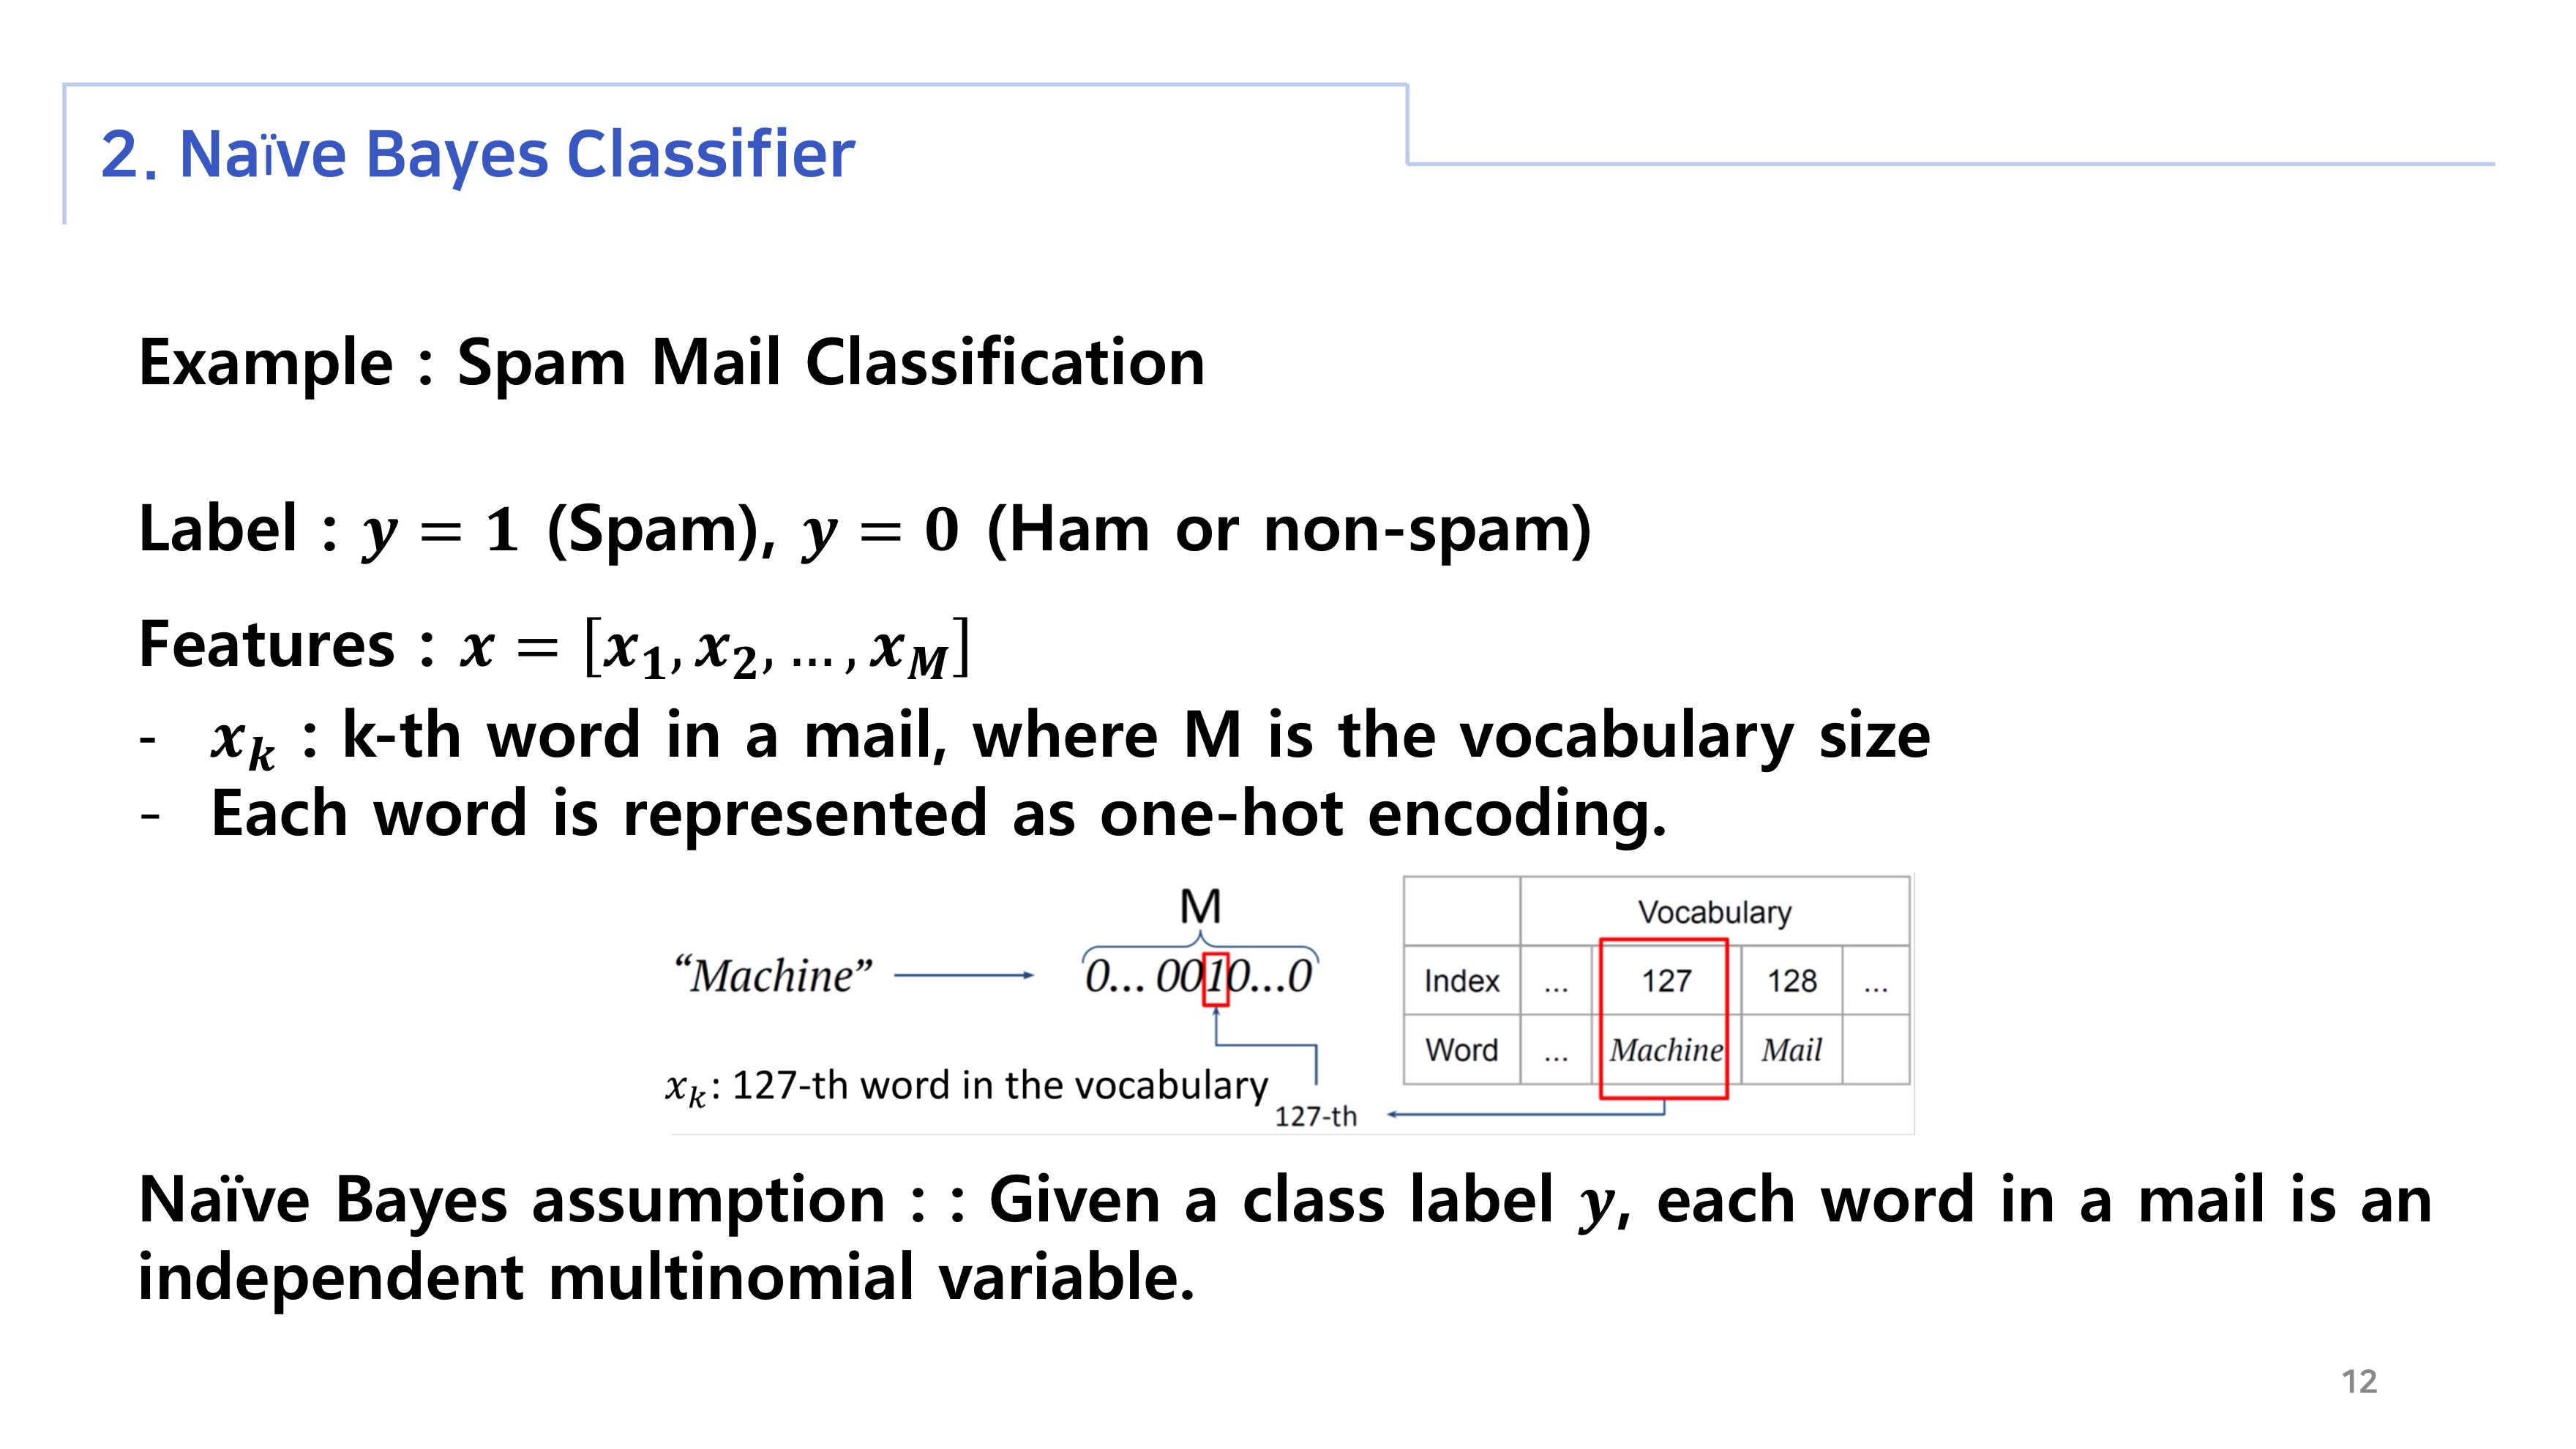 2. Naïve Bayes Classifier
Example : Spam Mail Classification
Label : y = 1 (Spam), y = 0 (Ham or non-spam)
Features : x = [x₁, x₂, … , x_M]
- x_k : k-th word in a mail, where M is the vocabulary size
- Each word is represented as one-hot encoding.
M
“Machine”
0… 0010…0
x_k : 127-th word in the vocabulary
127-th
Vocabulary
Index ... 127 128 ...
Word ... Machine Mail
Naïve Bayes assumption : : Given a class label y, each word in a mail is an
independent multinomial variable.
12